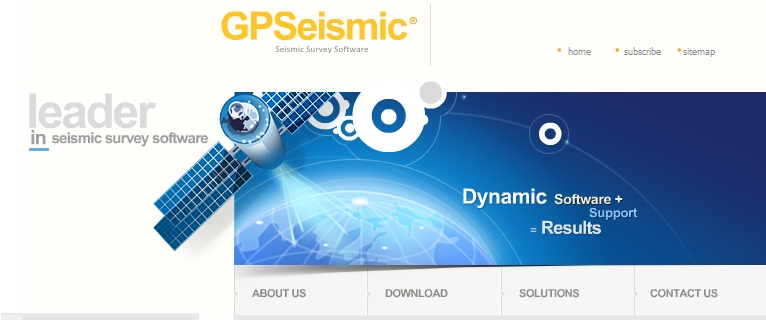 GPSeismic®
Seismic Survey Software
home subscribe sitemap
leader
in seismic survey software
Dynamic Software +
Support
= Results
ABOUT US DOWNLOAD SOLUTIONS CONTACT US